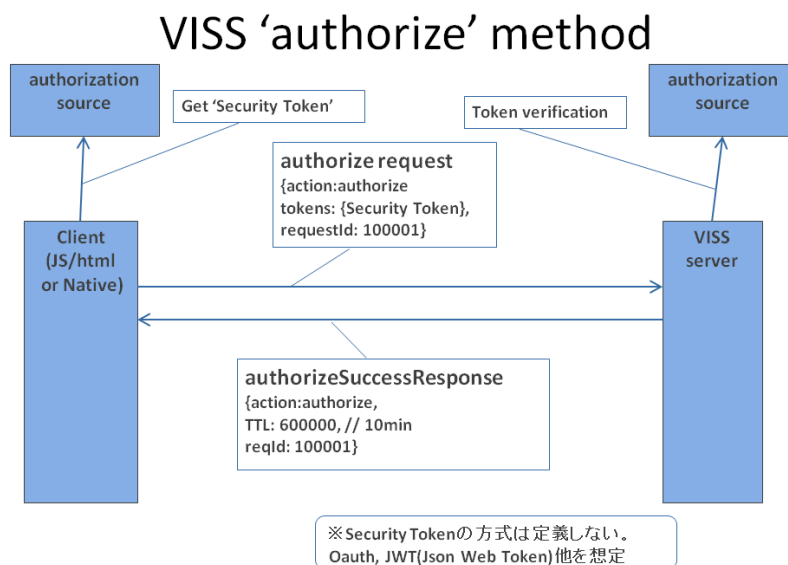 VISS ‘authorize’ method
authorization
source
Get ‘Security Token’
Token verification
authorization
source
authorize request
{action:authorize
tokens: {Security Token},
requestId: 100001}
Client
(JS/html
or Native)
VISS
server
authorizeSuccessResponse
{action:authorize,
TTL: 600000, // 10min
reqId: 100001}
※Security Tokenの方式は定義しない。
Oauth, JWT(Json Web Token)他を想定